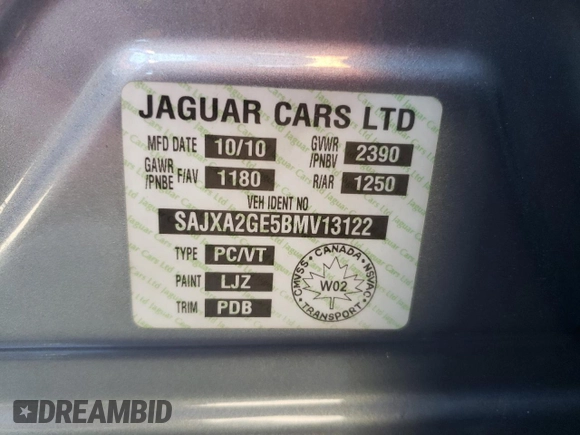 JAGUAR CARS LTD
MFD DATE 10/10 GVWR /PNBV 2390
GAWR /PNBE F/AV 1180 R/AR 1250
VEH IDENT NO
SAJXA2GE5BMV13122
TYPE PC/VT
PAINT LJZ
TRIM PDB
CMVSS CANADA NSVAC
W02
TRANSPORT
DREAMBID